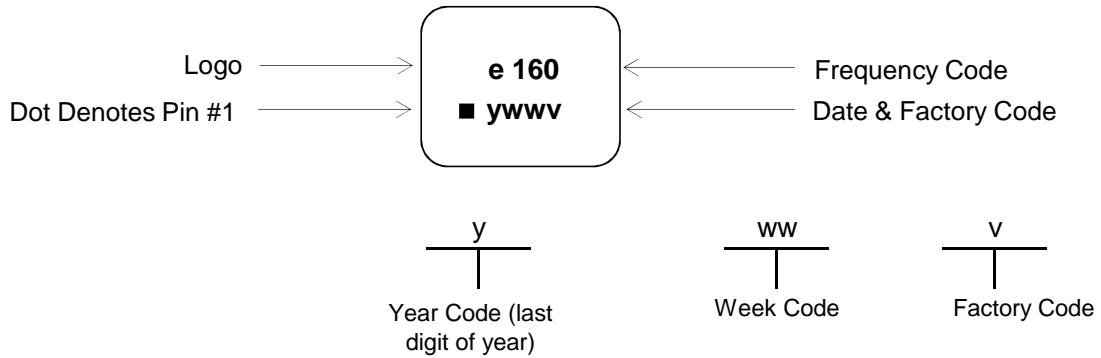 Logo
e 160
Frequency Code
Dot Denotes Pin #1
■ ywwv
Date & Factory Code
y
ww
v
Year Code (last
digit of year)
Week Code
Factory Code